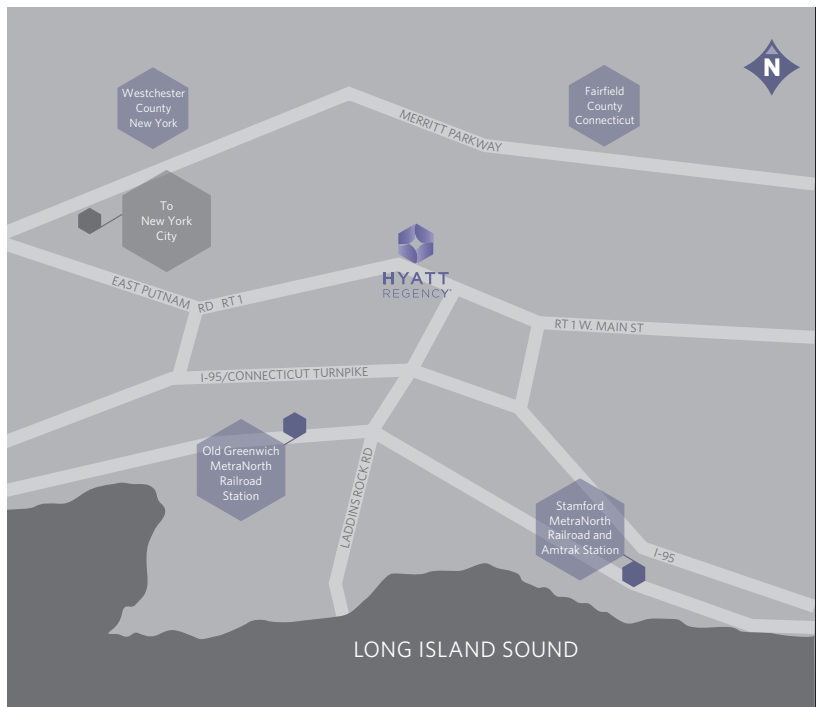 N
Westchester
County
New York
Fairfield
County
Connecticut
MERRITT PARKWAY
To
New York
City
HYATT
REGENCY™
EAST PUTNAM RD RT 1
RT 1 W. MAIN ST
I-95/CONNECTICUT TURNPIKE
Old Greenwich
MetraNorth
Railroad
Station
LADDINS ROCK RD
Stamford
MetraNorth
Railroad and
Amtrak Station
I-95
LONG ISLAND SOUND